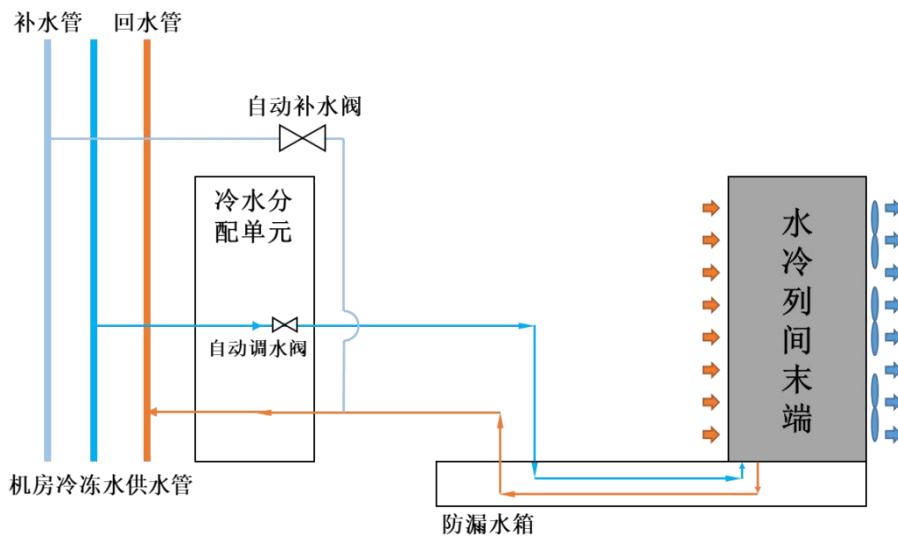 补水管
回水管
自动补水阀
冷水分
配单元
水冷列间末端
自动调水阀
机房冷冻水供水管
防漏水箱